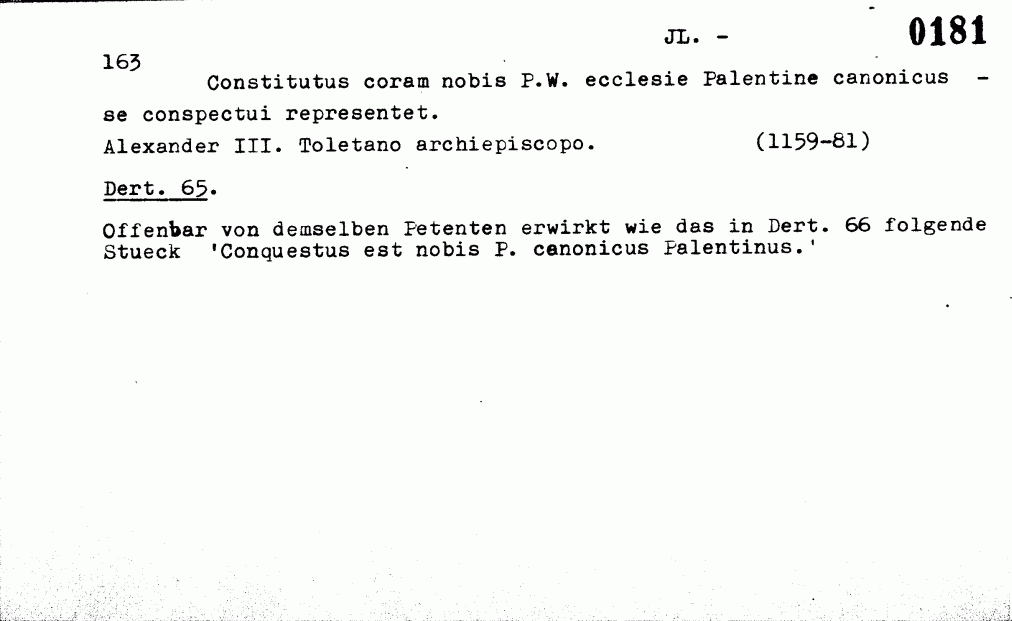 JL. - 0181
163
Constitutus coram nobis P.W. ecclesie Palentine canonicus -
se conspectui representet.
Alexander III. Toletano archiepiscopo. (1159-81)
Dert. 65.
Offenbar von demselben Petenten erwirkt wie das in Dert. 66 folgende
Stueck 'Conquestus est nobis P. canonicus Palentinus.'